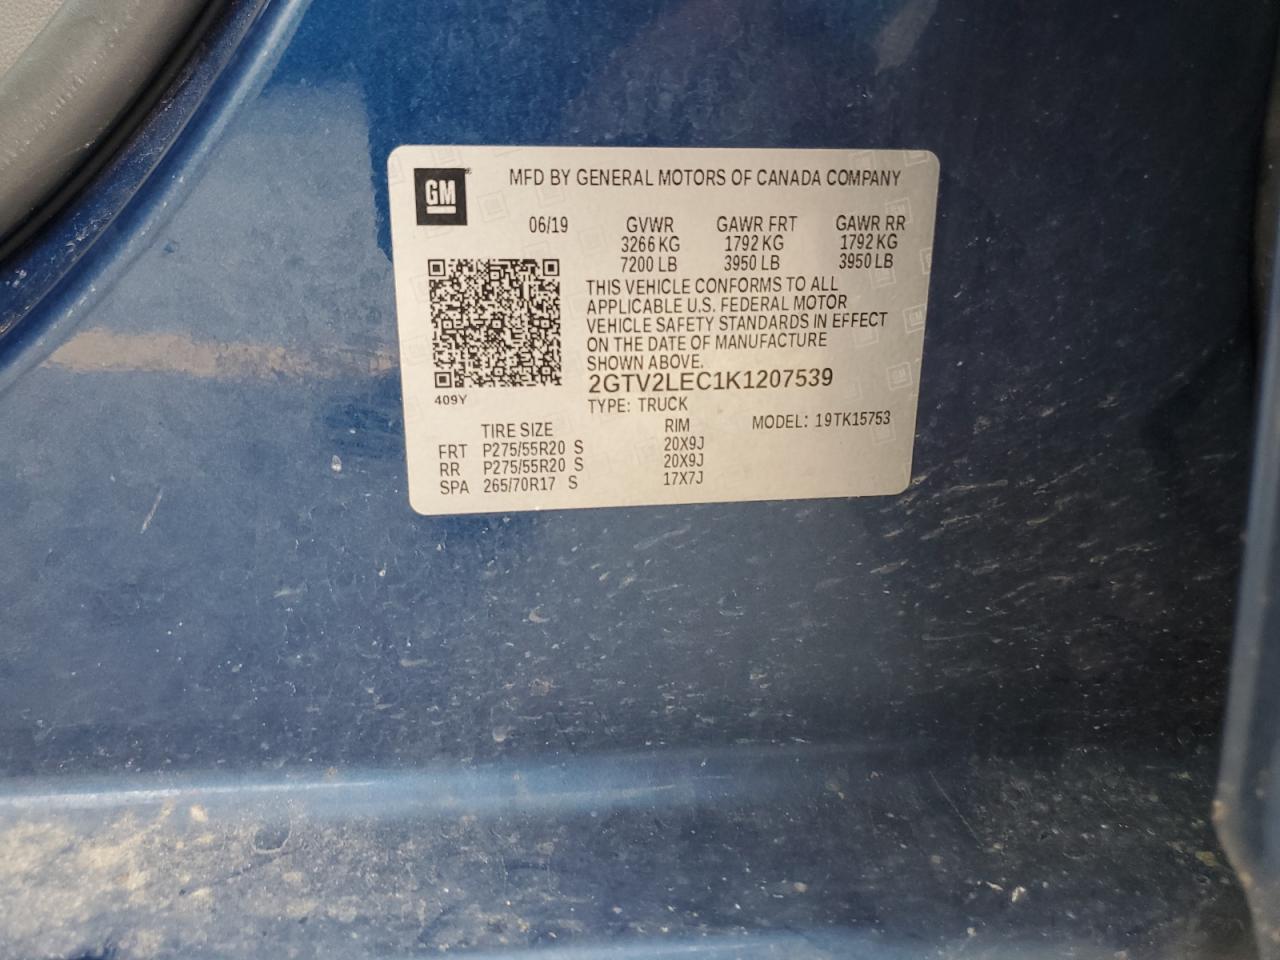 GM
MFD BY GENERAL MOTORS OF CANADA COMPANY
06/19 GVWR GAWR FRT GAWR RR
3266 KG 1792 KG 1792 KG
7200 LB 3950 LB 3950 LB
THIS VEHICLE CONFORMS TO ALL
APPLICABLE U.S. FEDERAL MOTOR
VEHICLE SAFETY STANDARDS IN EFFECT
ON THE DATE OF MANUFACTURE
SHOWN ABOVE.
2GTV2LEC1K1207539
409Y
TYPE: TRUCK
MODEL: 19TK15753
TIRE SIZE RIM
FRT P275/55R20 S 20X9J
RR P275/55R20 S 20X9J
SPA 265/70R17 S 17X7J